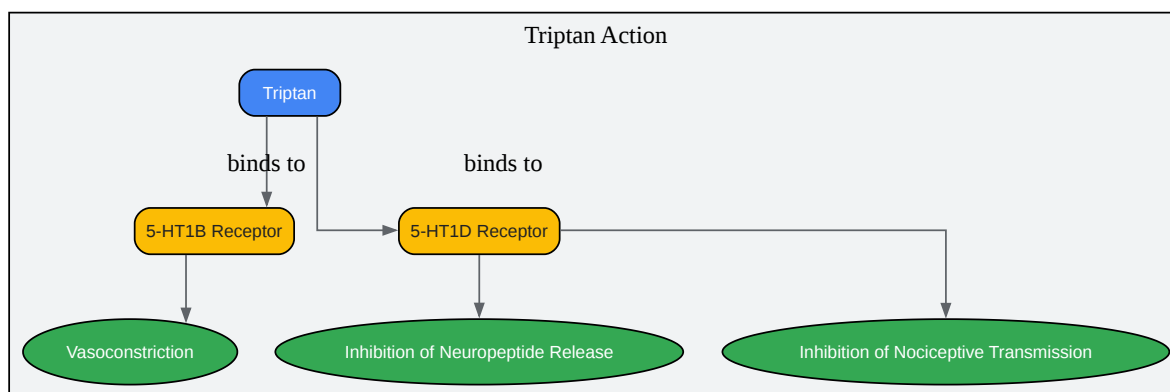 Triptan Action
Triptan
binds to
binds to
5-HT1B Receptor
5-HT1D Receptor
Vasoconstriction
Inhibition of Neuropeptide Release
Inhibition of Nociceptive Transmission